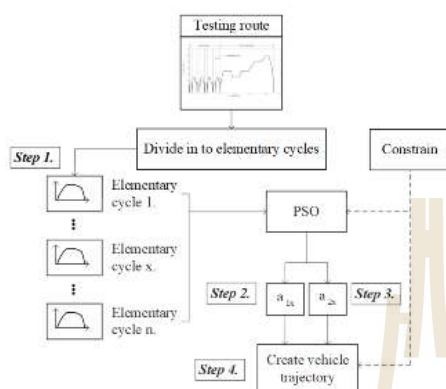 Testing route
Divide in to elementary cycles
Constrain
Step 1.
Elementary
cycle 1.
PSO
Elementary
cycle x.
Step 2.
a1x
a2x
Step 3.
Elementary
cycle n.
Step 4.
Create vehicle
trajectory